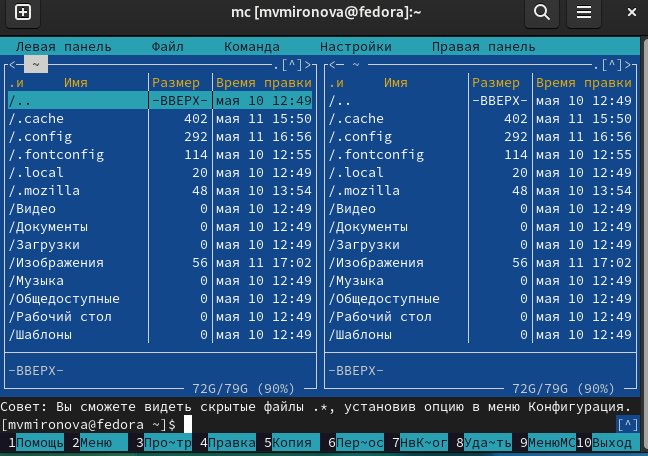 mc [mvmironova@fedora]:~
Левая панель Файл Команда Настройки Правая панель
<─ ~ .[^]> <─ ~ .[^]>
.и Имя Размер Время правки .и Имя Размер Время правки
/.. -ВВЕРХ- мая 10 12:49 /.. -ВВЕРХ- мая 10 12:49
/.cache 402 мая 11 15:50 /.cache 402 мая 11 15:50
/.config 292 мая 11 16:56 /.config 292 мая 11 16:56
/.fontconfig 114 мая 10 12:55 /.fontconfig 114 мая 10 12:55
/.local 20 мая 10 12:49 /.local 20 мая 10 12:49
/.mozilla 48 мая 10 13:54 /.mozilla 48 мая 10 13:54
/Видео 0 мая 10 12:49 /Видео 0 мая 10 12:49
/Документы 0 мая 10 12:49 /Документы 0 мая 10 12:49
/Загрузки 0 мая 10 12:49 /Загрузки 0 мая 10 12:49
/Изображения 56 мая 11 17:02 /Изображения 56 мая 11 17:02
/Музыка 0 мая 10 12:49 /Музыка 0 мая 10 12:49
/Общедоступные 0 мая 10 12:49 /Общедоступные 0 мая 10 12:49
/Рабочий стол 0 мая 10 12:49 /Рабочий стол 0 мая 10 12:49
/Шаблоны 0 мая 10 12:49 /Шаблоны 0 мая 10 12:49
-ВВЕРХ- -ВВЕРХ-
72G/79G (90%) 72G/79G (90%)
Совет: Вы сможете видеть скрытые файлы .*, установив опцию в меню Конфигурация.
[mvmironova@fedora ~]$ [^]
1Помощь 2Меню 3Про~тр 4Правка 5Копия 6Пер~ос 7НвК~ог 8Уда~ть 9МенюМС 10Выход